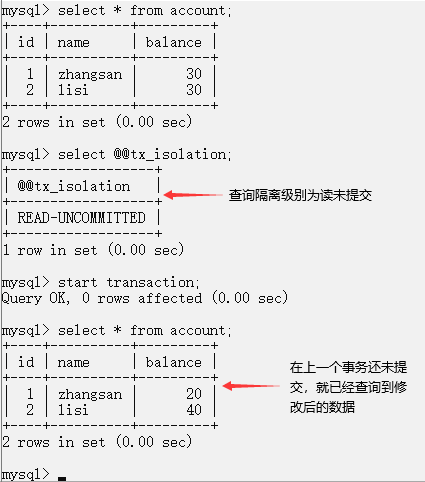 mysql> select * from account;
+----+----------+---------+
| id | name     | balance |
+----+----------+---------+
|  1 | zhangsan |      30 |
|  2 | lisi     |      30 |
+----+----------+---------+
2 rows in set (0.00 sec)
mysql> select @@tx_isolation;
+------------------+
| @@tx_isolation   |
+------------------+
| READ-UNCOMMITTED |
+------------------+
查询隔离级别为读未提交
1 row in set (0.00 sec)
mysql> start transaction;
Query OK, 0 rows affected (0.00 sec)
mysql> select * from account;
+----+----------+---------+
| id | name     | balance |
+----+----------+---------+
|  1 | zhangsan |      20 |
|  2 | lisi     |      40 |
+----+----------+---------+
在上一个事务还未提
交，就已经查询到修
改后的数据
2 rows in set (0.00 sec)
mysql>